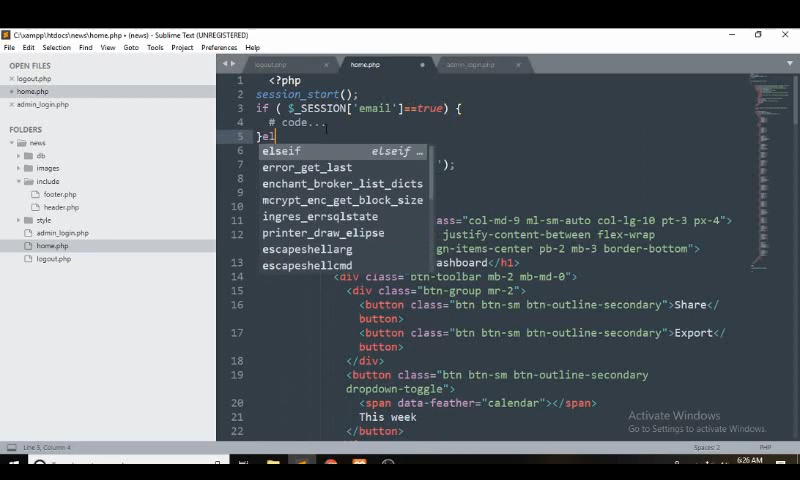 C:\xampp\htdocs\news\home.php • (news) - Sublime Text (UNREGISTERED)
File Edit Selection Find View Goto Tools Project Preferences Help
OPEN FILES
logout.php
home.php
admin_login.php
FOLDERS
news
db
images
include
footer.php
header.php
style
admin_login.php
home.php
logout.php
logout.php
home.php
admin_login.php
1 <?php
2 session_start();
3 if ( $_SESSION['email']==true) {
4 # code...
5 }el
elseif elseif …
6
error_get_last
7 ');
enchant_broker_list_dicts
8
mcrypt_enc_get_block_size
9
10
ingres_errsqlstate
11 ass="col-md-9 ml-sm-auto col-lg-10 pt-3 px-4">
printer_draw_elipse
12 justify-content-between flex-wrap
escapeshellarg
gn-items-center pb-2 mb-3 border-bottom">
escapeshellcmd
13 ashboard</h1>
14 <div class="btn-toolbar mb-2 mb-md-0">
15 <div class="btn-group mr-2">
16 <button class="btn btn-sm btn-outline-secondary">Share</
button>
17 <button class="btn btn-sm btn-outline-secondary">Export</
button>
18 </div>
19 <button class="btn btn-sm btn-outline-secondary
dropdown-toggle">
20 <span data-feather="calendar"></span>
21 This week
22 </button>
Activate Windows
Go to Settings to activate Windows.
Line 5, Column 4
Spaces: 2
PHP
6:26 AM